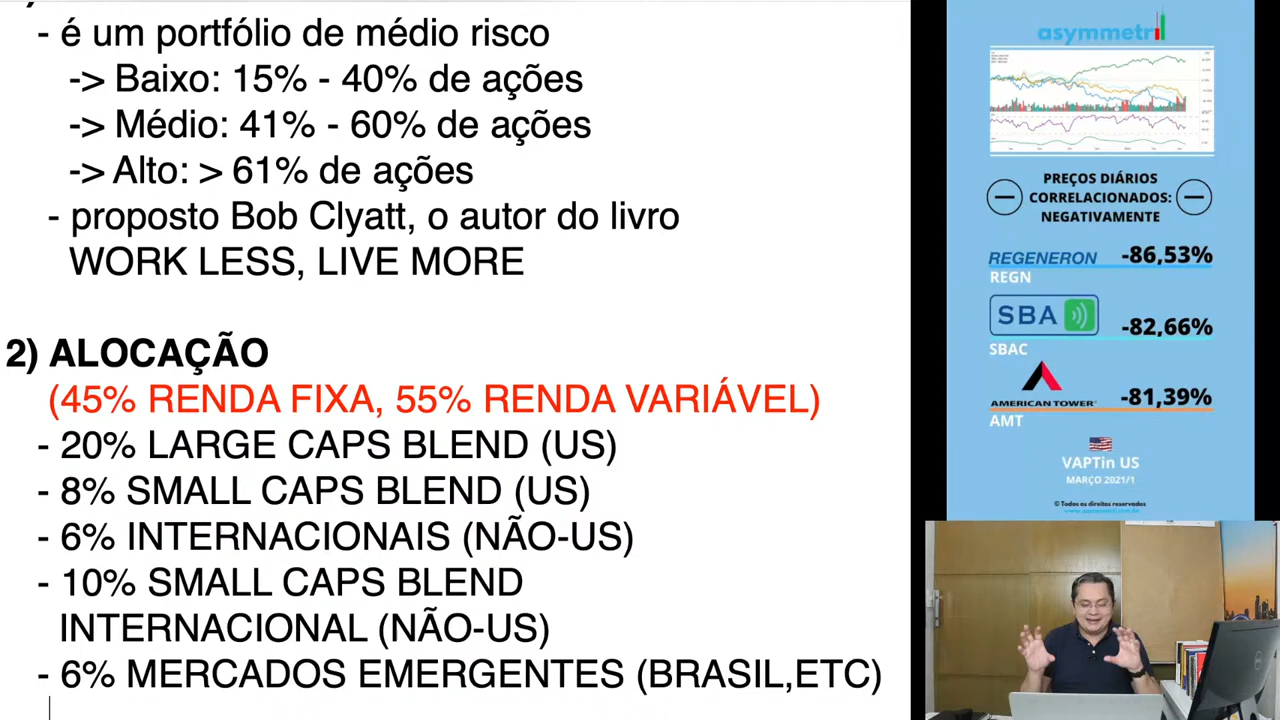 - é um portfólio de médio risco
-> Baixo: 15% - 40% de ações
-> Médio: 41% - 60% de ações
-> Alto: > 61% de ações
- proposto Bob Clyatt, o autor do livro
WORK LESS, LIVE MORE
2) ALOCAÇÃO
(45% RENDA FIXA, 55% RENDA VARIÁVEL)
- 20% LARGE CAPS BLEND (US)
- 8% SMALL CAPS BLEND (US)
- 6% INTERNACIONAIS (NÃO-US)
- 10% SMALL CAPS BLEND
INTERNACIONAL (NÃO-US)
- 6% MERCADOS EMERGENTES (BRASIL,ETC)
asymmetri
PREÇOS DIÁRIOS
CORRELACIONADOS:
NEGATIVAMENTE
REGENERON -86,53%
REGN
SBA -82,66%
SBAC
AMERICAN TOWER -81,39%
AMT
VAPTin US
MARÇO 2021/1
© Todos os direitos reservados
www.asymmetri.com.br